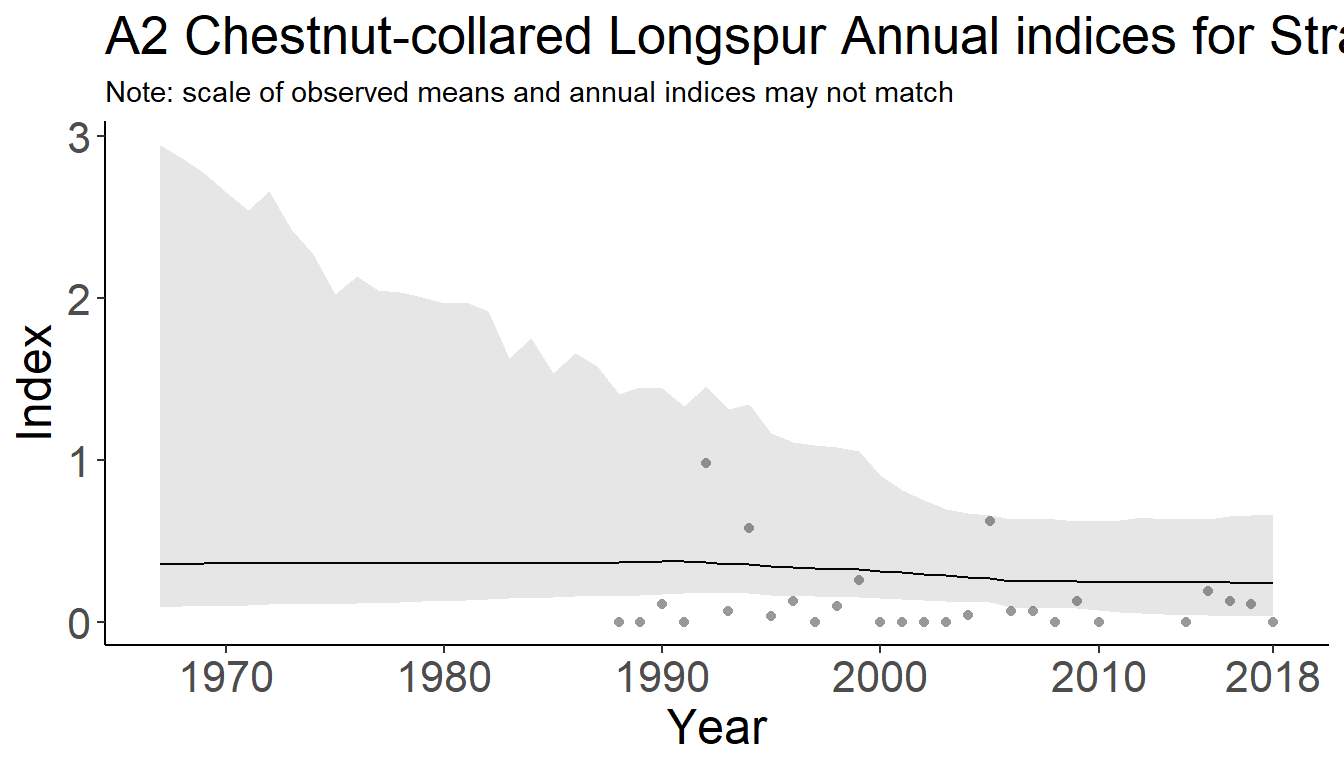 A2 Chestnut-collared Longspur Annual indices for
Note: scale of observed means and annual indices may not match
3
2
1
0
Index
1970 1980 1990 2000 2010 2018
Year